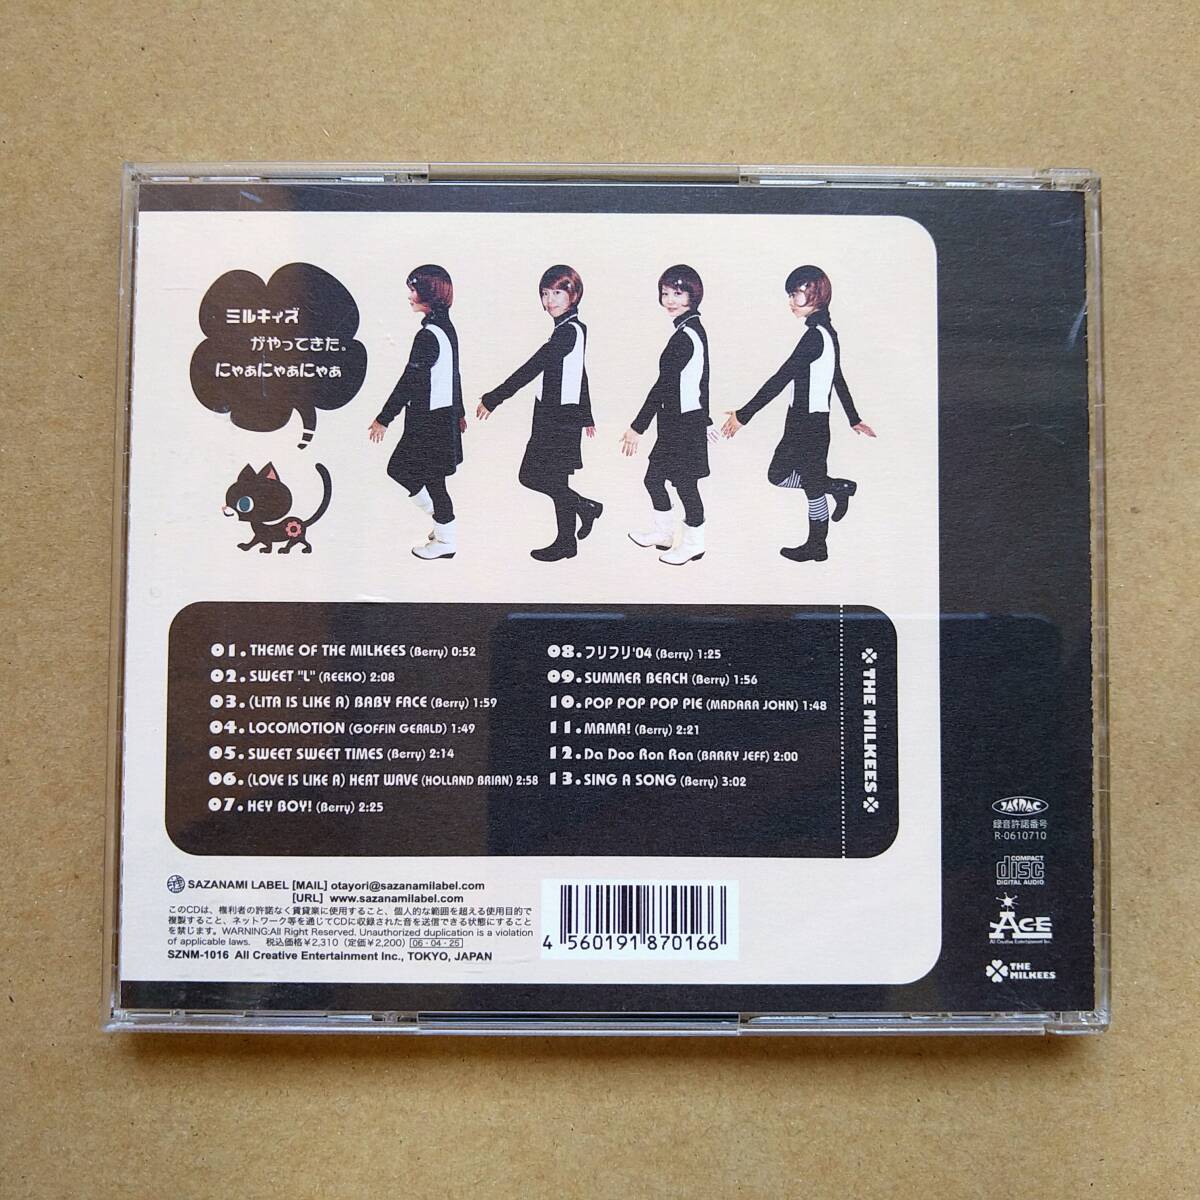 ミルキィズ
がやってきた。
にゃぁにゃぁにゃぁ
01. THEME OF THE MILKEES (Berry) 0:52
02. SWEET "L" (REEKO) 2:08
03. (LITA IS LIKE A) BABY FACE (Berry) 1:59
04. LOCOMOTION (GOFFIN GERALD) 1:49
05. SWEET SWEET TIMES (Berry) 2:14
06. (LOVE IS LIKE A) HEAT WAVE (HOLLAND BRIAN) 2:58
07. HEY BOY! (Berry) 2:25
08. フリフリ'04 (Berry) 1:25
09. SUMMER BEACH (Berry) 1:56
10. POP POP POP PIE (MADARA JOHN) 1:48
11. MAMA! (Berry) 2:21
12. Da Doo Ron Ron (BARRY JEFF) 2:00
13. SING A SONG (Berry) 3:02
THE MILKEES
SAZANAMI LABEL [MAIL] otayori@sazanamilabel.com
[URL] www.sazanamilabel.com
このCDは、権利者の許諾なく賃貸業に使用すること、個人的な範囲を超える使用目的で
複製すること、ネットワーク等を通じてCDに収録された音を送信できる状態にすること
を禁じます。WARNING:All Right Reserved. Unauthorized duplication is a violation
of applicable laws. 税込価格¥2,310 (定価¥2,200) 06・04・25
SZNM-1016 All Creative Entertainment Inc., TOKYO, JAPAN
4 560191 870166
JASRAC
録音許諾番号
R-0610710
COMPACT
disc
DIGITAL AUDIO
ACE
All Creative Entertainment Inc.
THE
MILKEES